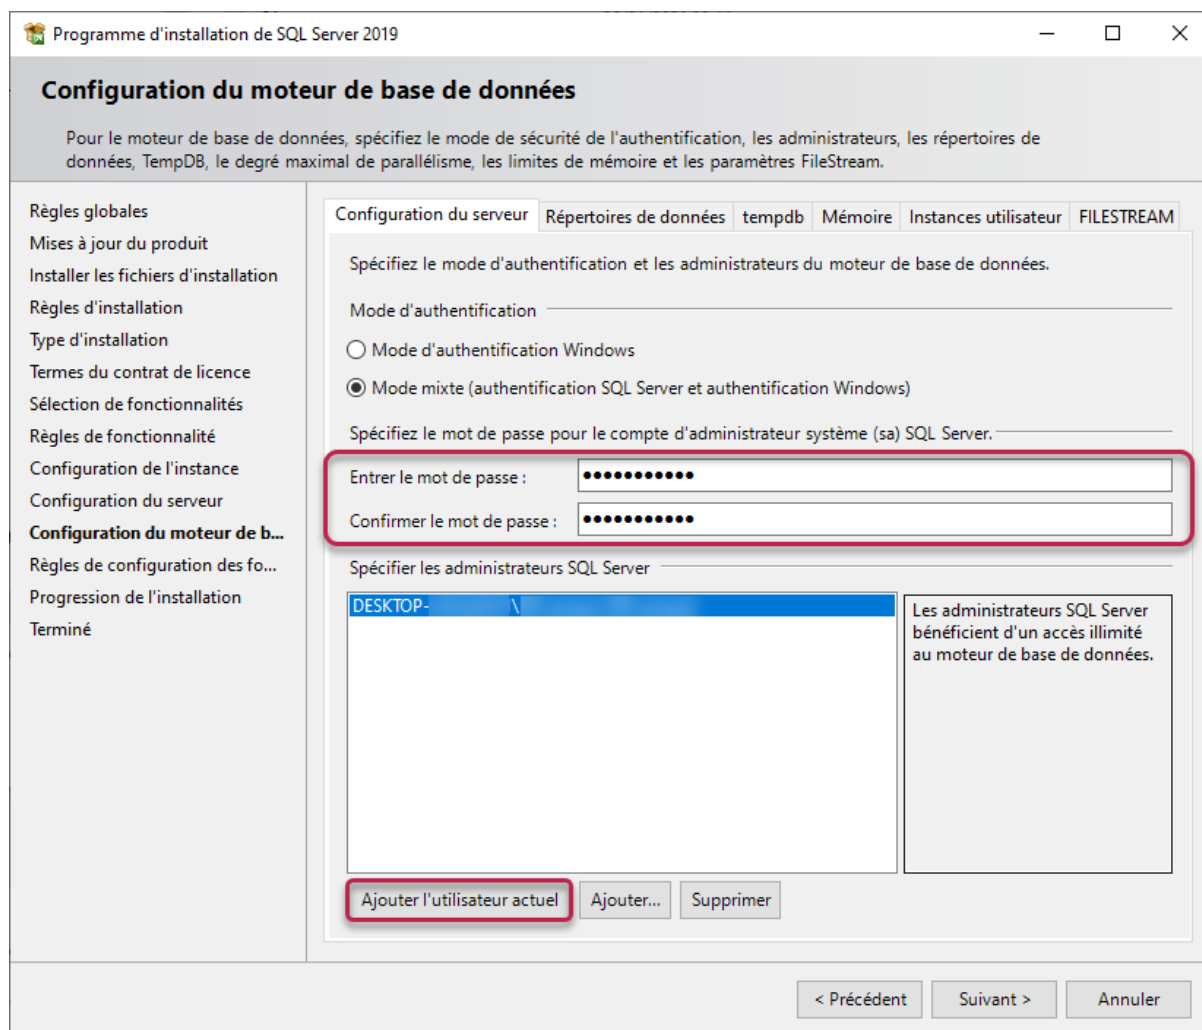 Programme d'installation de SQL Server 2019
Configuration du moteur de base de données
Pour le moteur de base de données, spécifiez le mode de sécurité de l'authentification, les administrateurs, les répertoires de
données, TempDB, le degré maximal de parallélisme, les limites de mémoire et les paramètres FileStream.
Règles globales
Mises à jour du produit
Installer les fichiers d'installation
Règles d'installation
Type d'installation
Termes du contrat de licence
Sélection de fonctionnalités
Règles de fonctionnalité
Configuration de l'instance
Configuration du serveur
Configuration du moteur de b...
Règles de configuration des fo...
Progression de l'installation
Terminé
Configuration du serveur Répertoires de données tempdb Mémoire Instances utilisateur FILESTREAM
Spécifiez le mode d'authentification et les administrateurs du moteur de base de données.
Mode d'authentification
Mode d'authentification Windows
Mode mixte (authentification SQL Server et authentification Windows)
Spécifiez le mot de passe pour le compte d'administrateur système (sa) SQL Server.
Entrer le mot de passe : ●●●●●●●●●●●
Confirmer le mot de passe : ●●●●●●●●●●●
Spécifier les administrateurs SQL Server
DESKTOP- \
Les administrateurs SQL Server
bénéficient d'un accès illimité
au moteur de base de données.
Ajouter l'utilisateur actuel Ajouter... Supprimer
< Précédent Suivant > Annuler